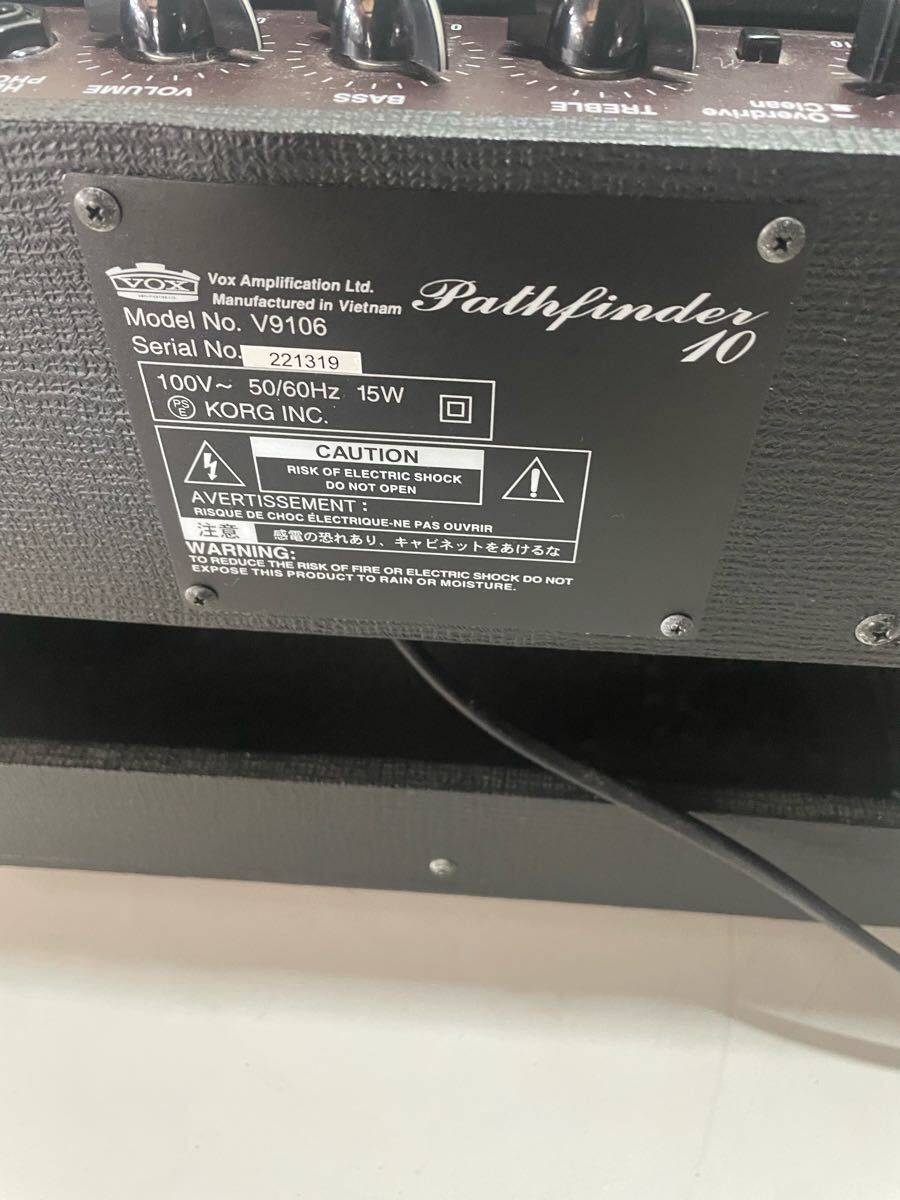 VOLUME
BASS
TREBLE
Overdrive
Clean
10
VOX
Vox Amplification Ltd.
Manufactured in Vietnam
Pathfinder
10
Model No. V9106
Serial No. 221319
100V~ 50/60Hz 15W
PS
E
KORG INC.
CAUTION
RISK OF ELECTRIC SHOCK
DO NOT OPEN
AVERTISSEMENT :
RISQUE DE CHOC ÉLECTRIQUE-NE PAS OUVRIR
注意
感電の恐れあり、キャビネットをあけるな
WARNING:
TO REDUCE THE RISK OF FIRE OR ELECTRIC SHOCK DO NOT
EXPOSE THIS PRODUCT TO RAIN OR MOISTURE.